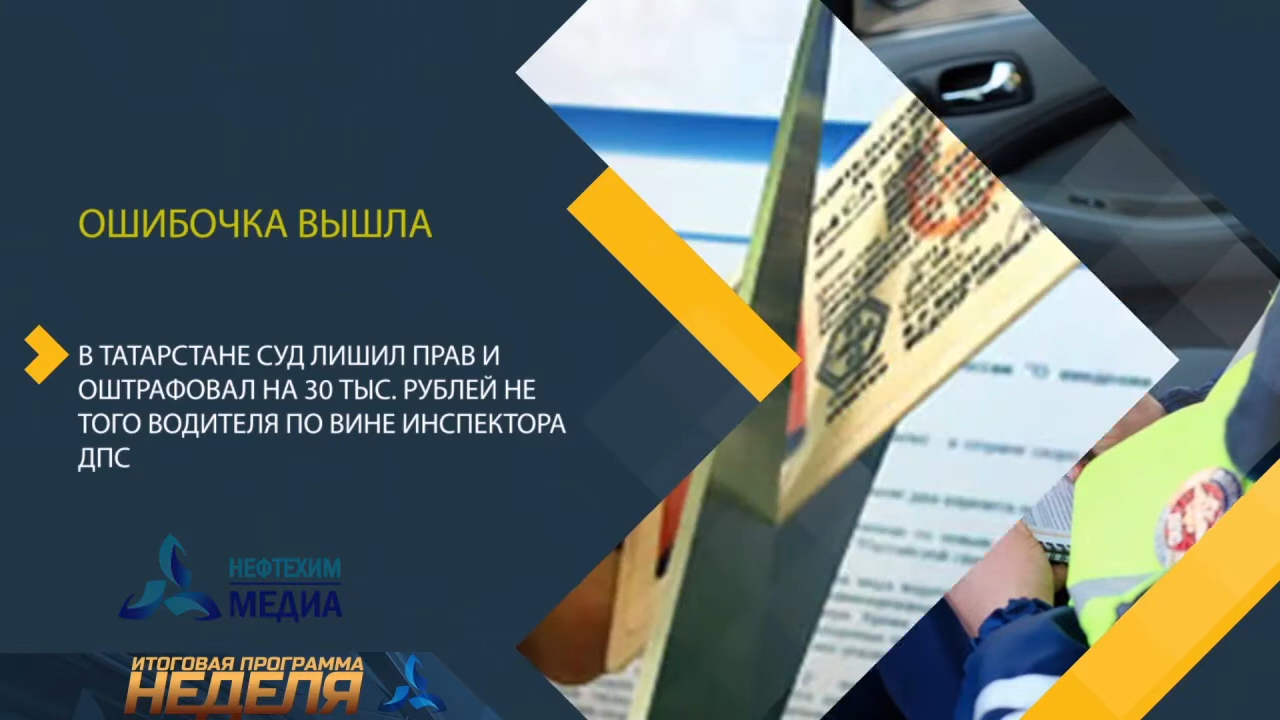 ОШИБОЧКА ВЫШЛА
В ТАТАРСТАНЕ СУД ЛИШИЛ ПРАВ И
ОШТРАФОВАЛ НА 30 ТЫС. РУБЛЕЙ НЕ
ТОГО ВОДИТЕЛЯ ПО ВИНЕ ИНСПЕКТОРА
ДПС
НЕФТЕХИМ
МЕДИА
ИТОГОВАЯ ПРОГРАММА
НЕДЕЛЯ